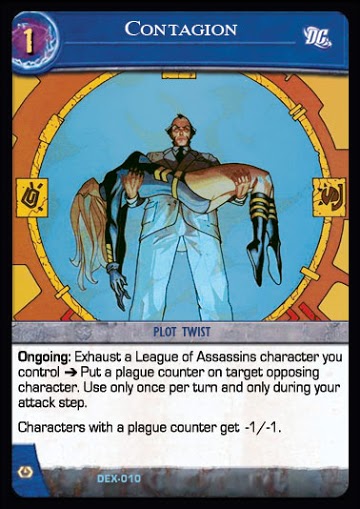 CONTAGION
1
DC
PLOT TWIST
Ongoing: Exhaust a League of Assassins character you
control ➔ Put a plague counter on target opposing
character. Use only once per turn and only during your
attack step.
Characters with a plague counter get -1/-1.
DEX-010